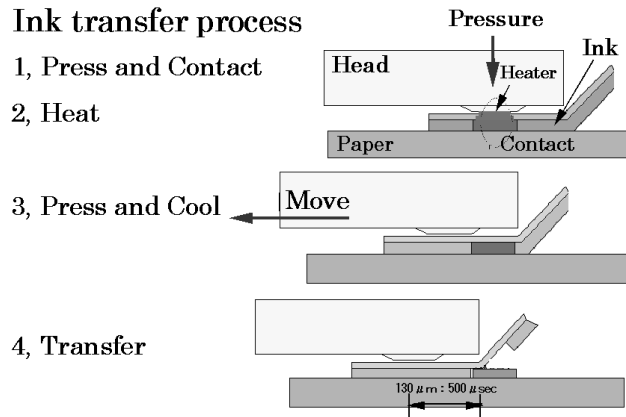 Ink transfer process
Pressure
1, Press and Contact
Head
Ink
Heater
2, Heat
Paper
Contact
3, Press and Cool
Move
4, Transfer
130 μm : 500 μsec